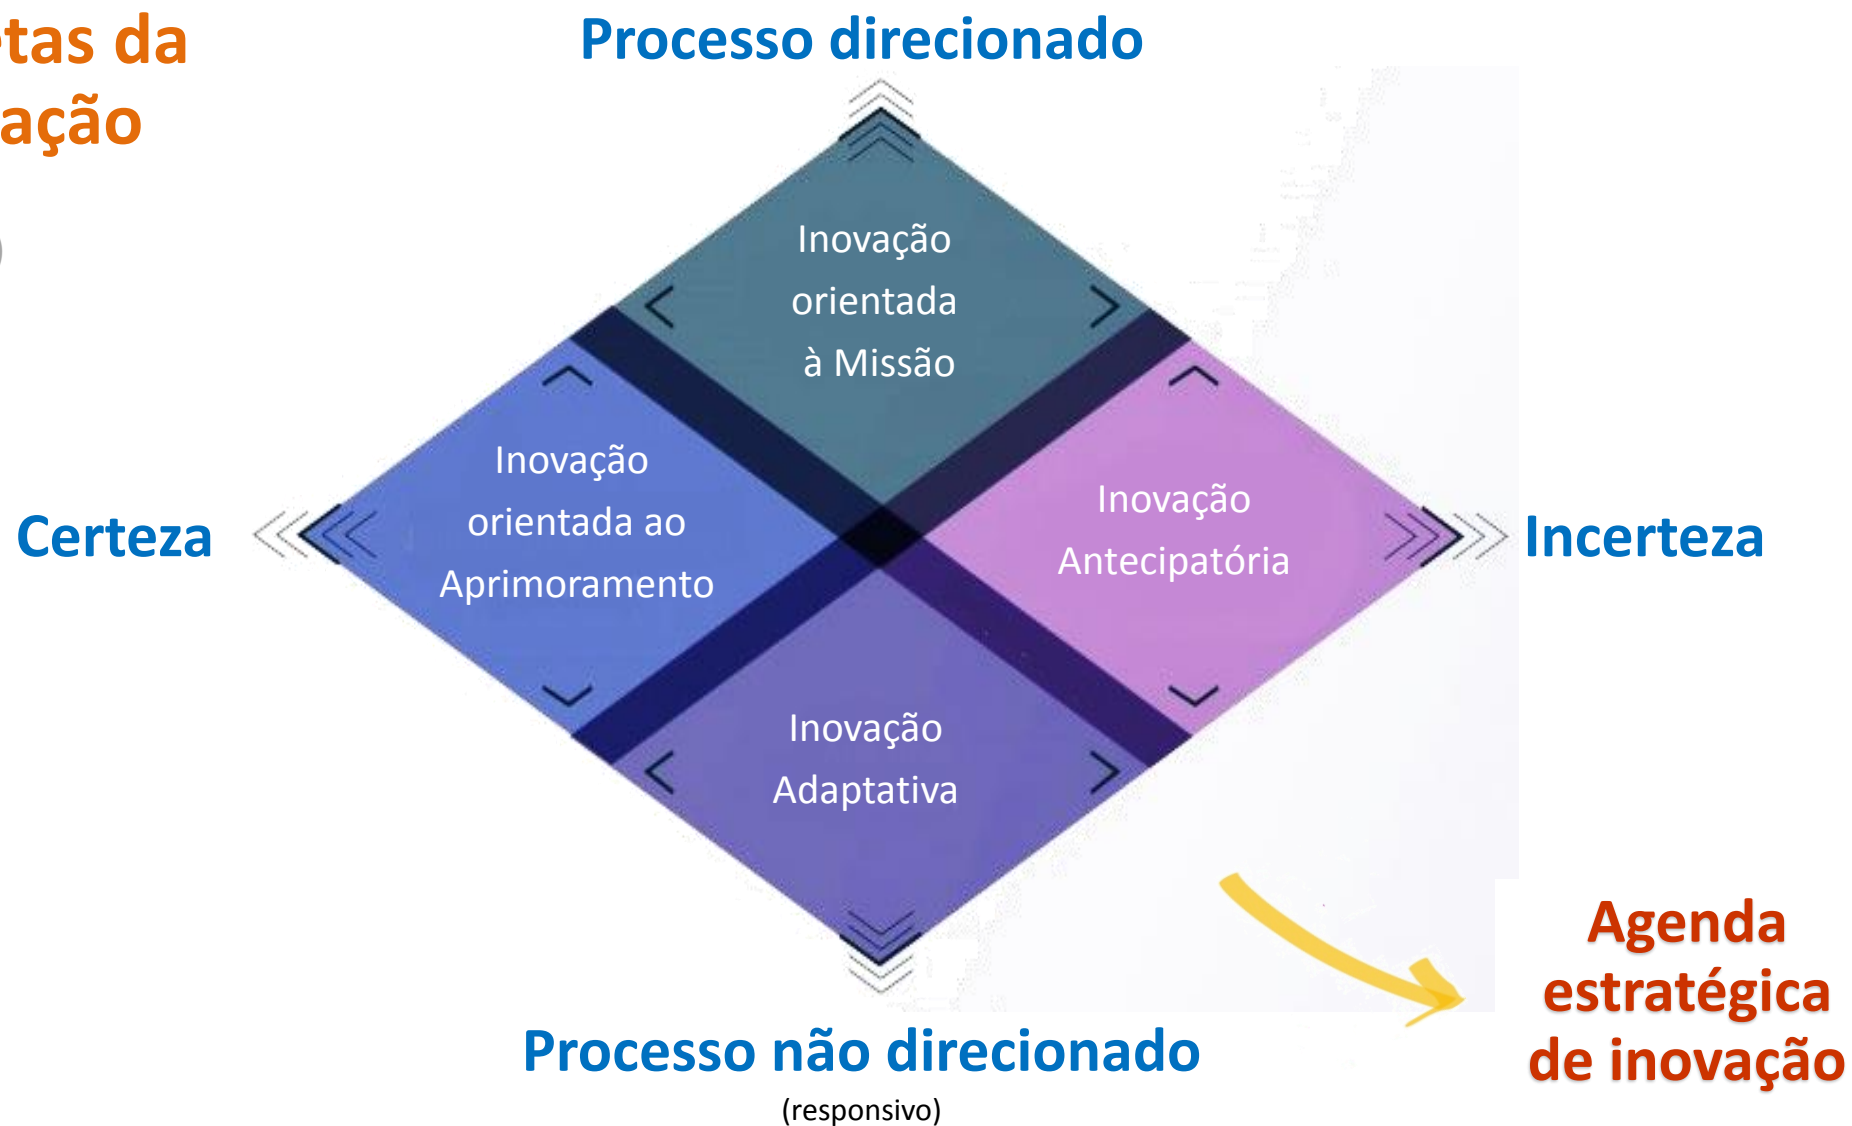 etas da
ação
)
Processo direcionado
Inovação
orientada
à Missão
Inovação
orientada ao
Aprimoramento
Inovação
Antecipatória
Certeza
Incerteza
Inovação
Adaptativa
Agenda
estratégica
de inovação
Processo não direcionado
(responsivo)